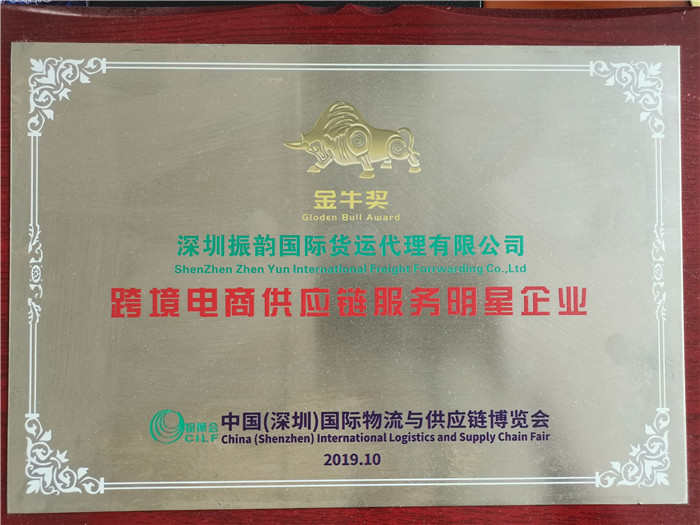 金牛奖
Gloden Bull Award
深圳振韵国际货运代理有限公司
ShenZhen Zhen Yun International Freight Forrwarding Co.,Ltd
跨境电商供应链服务明星企业
物博会 中国(深圳)国际物流与供应链博览会
CILF China (Shenzhen) International Logistics and Supply Chain Fair
2019.10